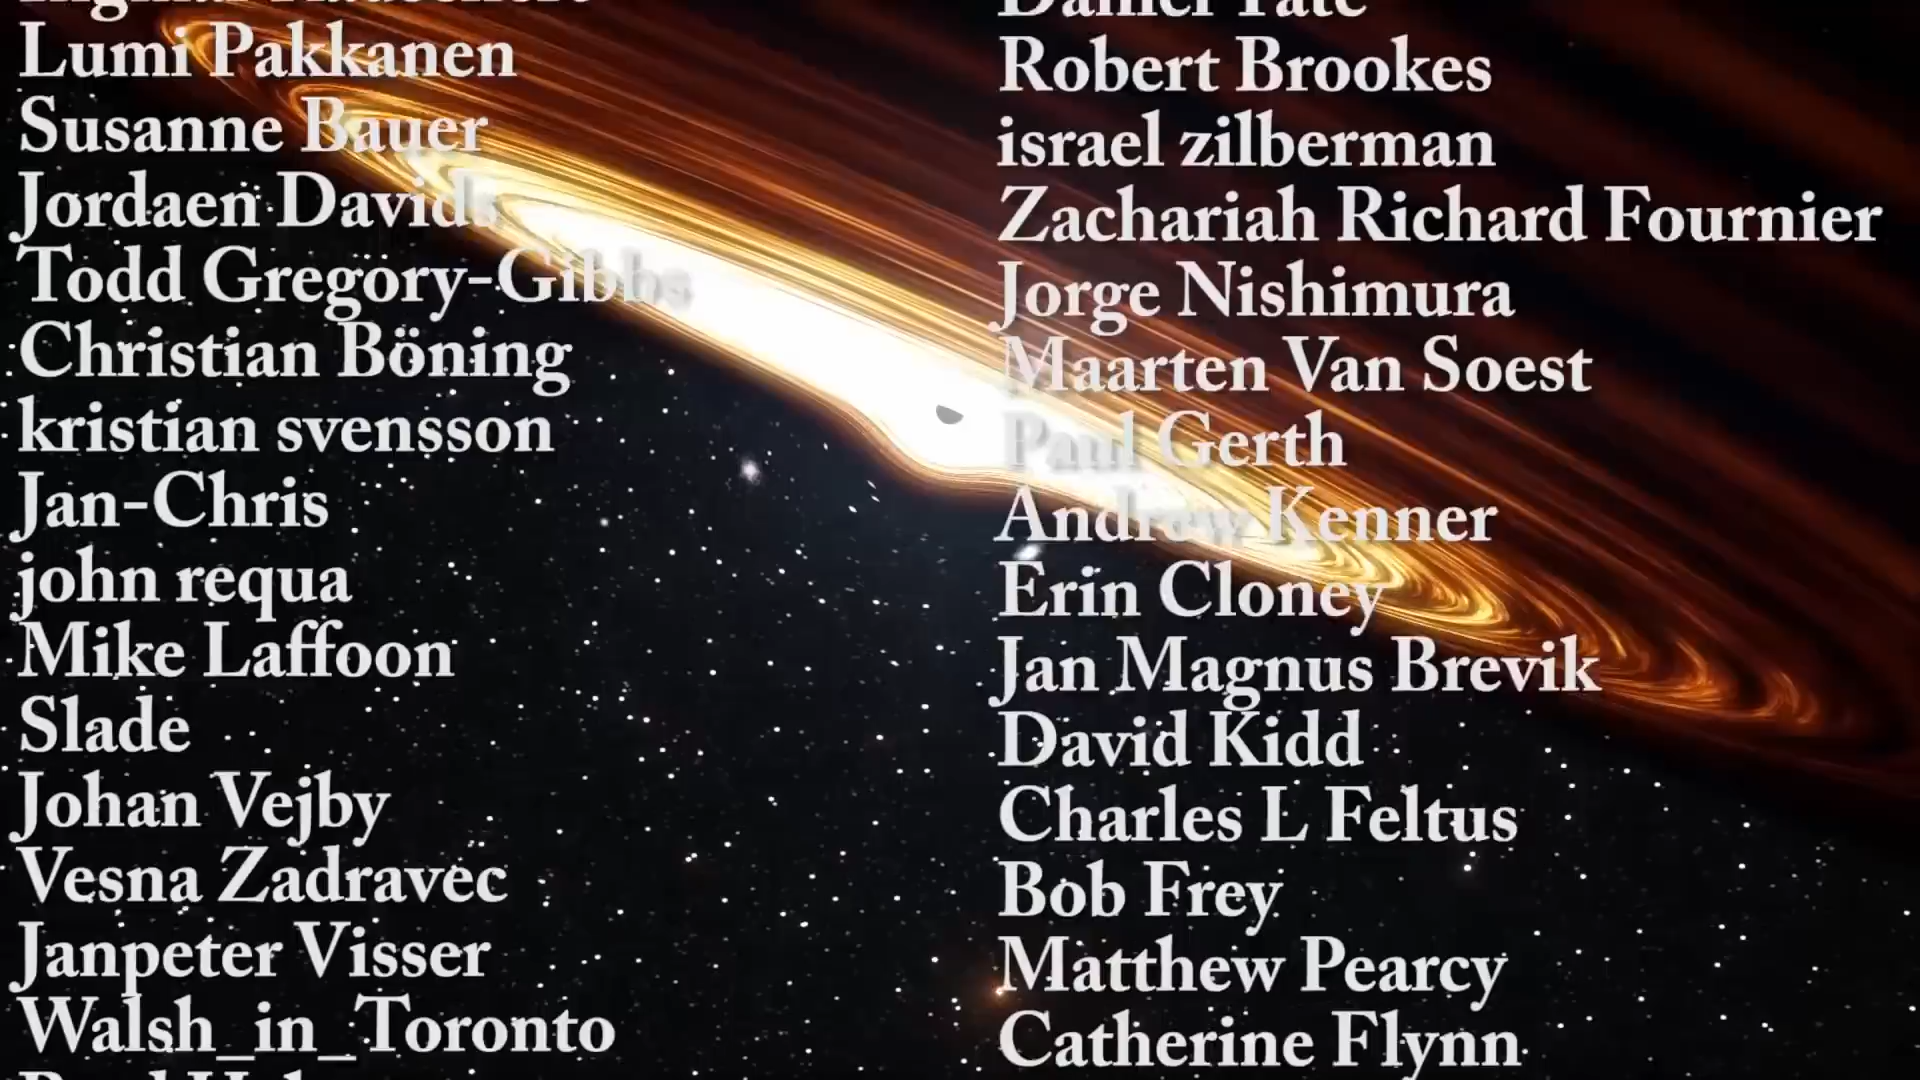 Lumi Pakkanen
Susanne Bauer
Jordaen Davids
Todd Gregory-Gibbs
Christian Böning
kristian svensson
Jan-Chris
john requa
Mike Laffoon
Slade
Johan Vejby
Vesna Zadravec
Janpeter Visser
Walsh_in_Toronto
Daniel Tate
Robert Brookes
israel zilberman
Zachariah Richard Fournier
Jorge Nishimura
Maarten Van Soest
Paul Gerth
Andrew Kenner
Erin Cloney
Jan Magnus Brevik
David Kidd
Charles L Feltus
Bob Frey
Matthew Pearcy
Catherine Flynn